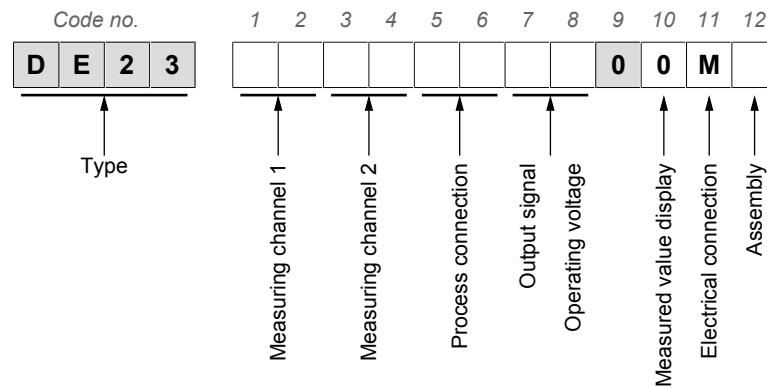 Code no. 1 2 3 4 5 6 7 8 9 10 11 12
D E 2 3 0 0 M
Type
Measuring channel 1
Measuring channel 2
Process connection
Output signal
Operating voltage
Measured value display
Electrical connection
Assembly